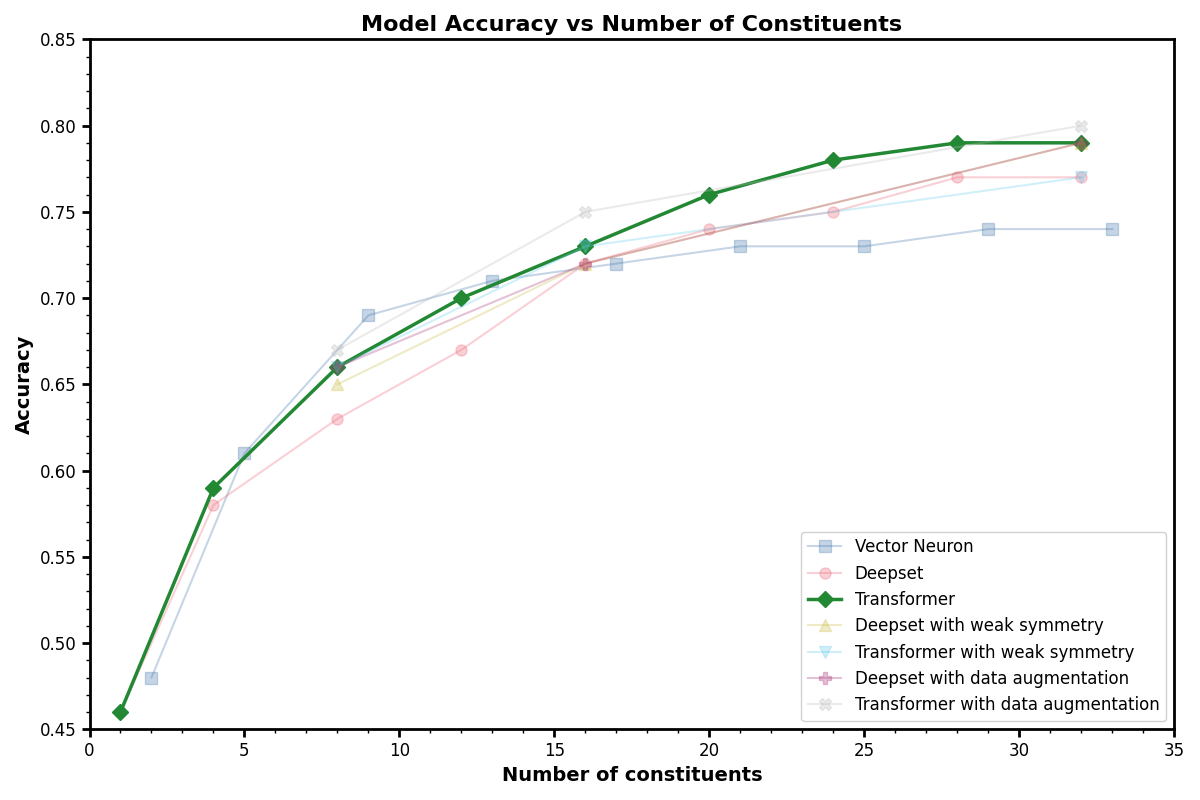 Model Accuracy vs Number of Constituents
0.85
0.80
0.75
0.70
0.65
0.60
0.55
0.50
0.45
Accuracy
Vector Neuron
Deepset
Transformer
Deepset with weak symmetry
Transformer with weak symmetry
Deepset with data augmentation
Transformer with data augmentation
0 5 10 15 20 25 30 35
Number of constituents